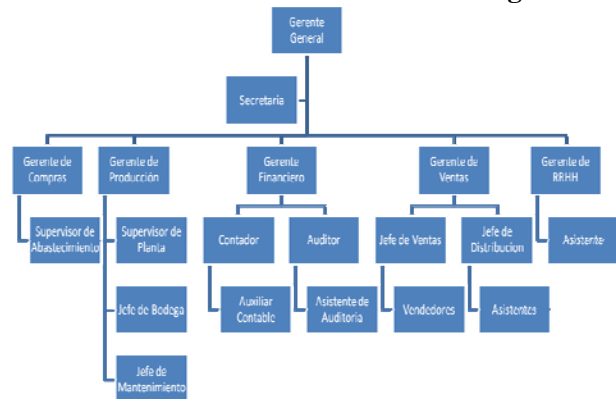 Gerente
General
Secretaria
Gerente de
Compras
Gerente de
Producción
Gerente
Financiero
Gerente de
Ventas
Gerente de
RRHH
Supervisor de
Abastecimiento
Supervisor de
Planta
Contador
Auditor
Jefe de Ventas
Jefe de
Distribucion
Asistente
Jefe de Bodega
Auxiliar
Contable
Asistente de
Auditoria
Vendedores
Asistentes
Jefe de
Mantenimiento